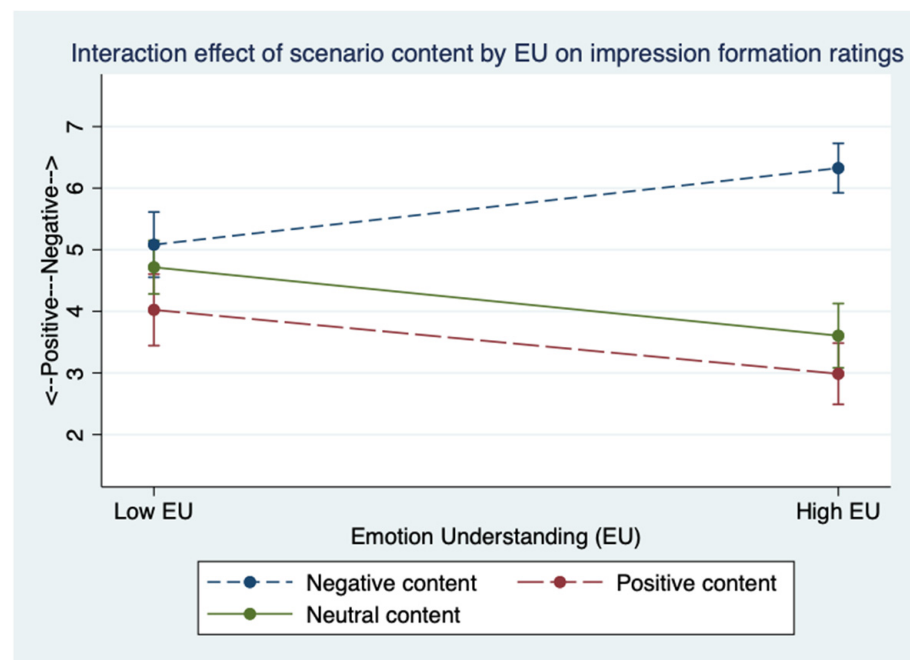 Interaction effect of scenario content by EU on impression formation ratings
<--Positive---Negative-->
7
6
5
4
3
2
Low EU
High EU
Emotion Understanding (EU)
Negative content
Positive content
Neutral content